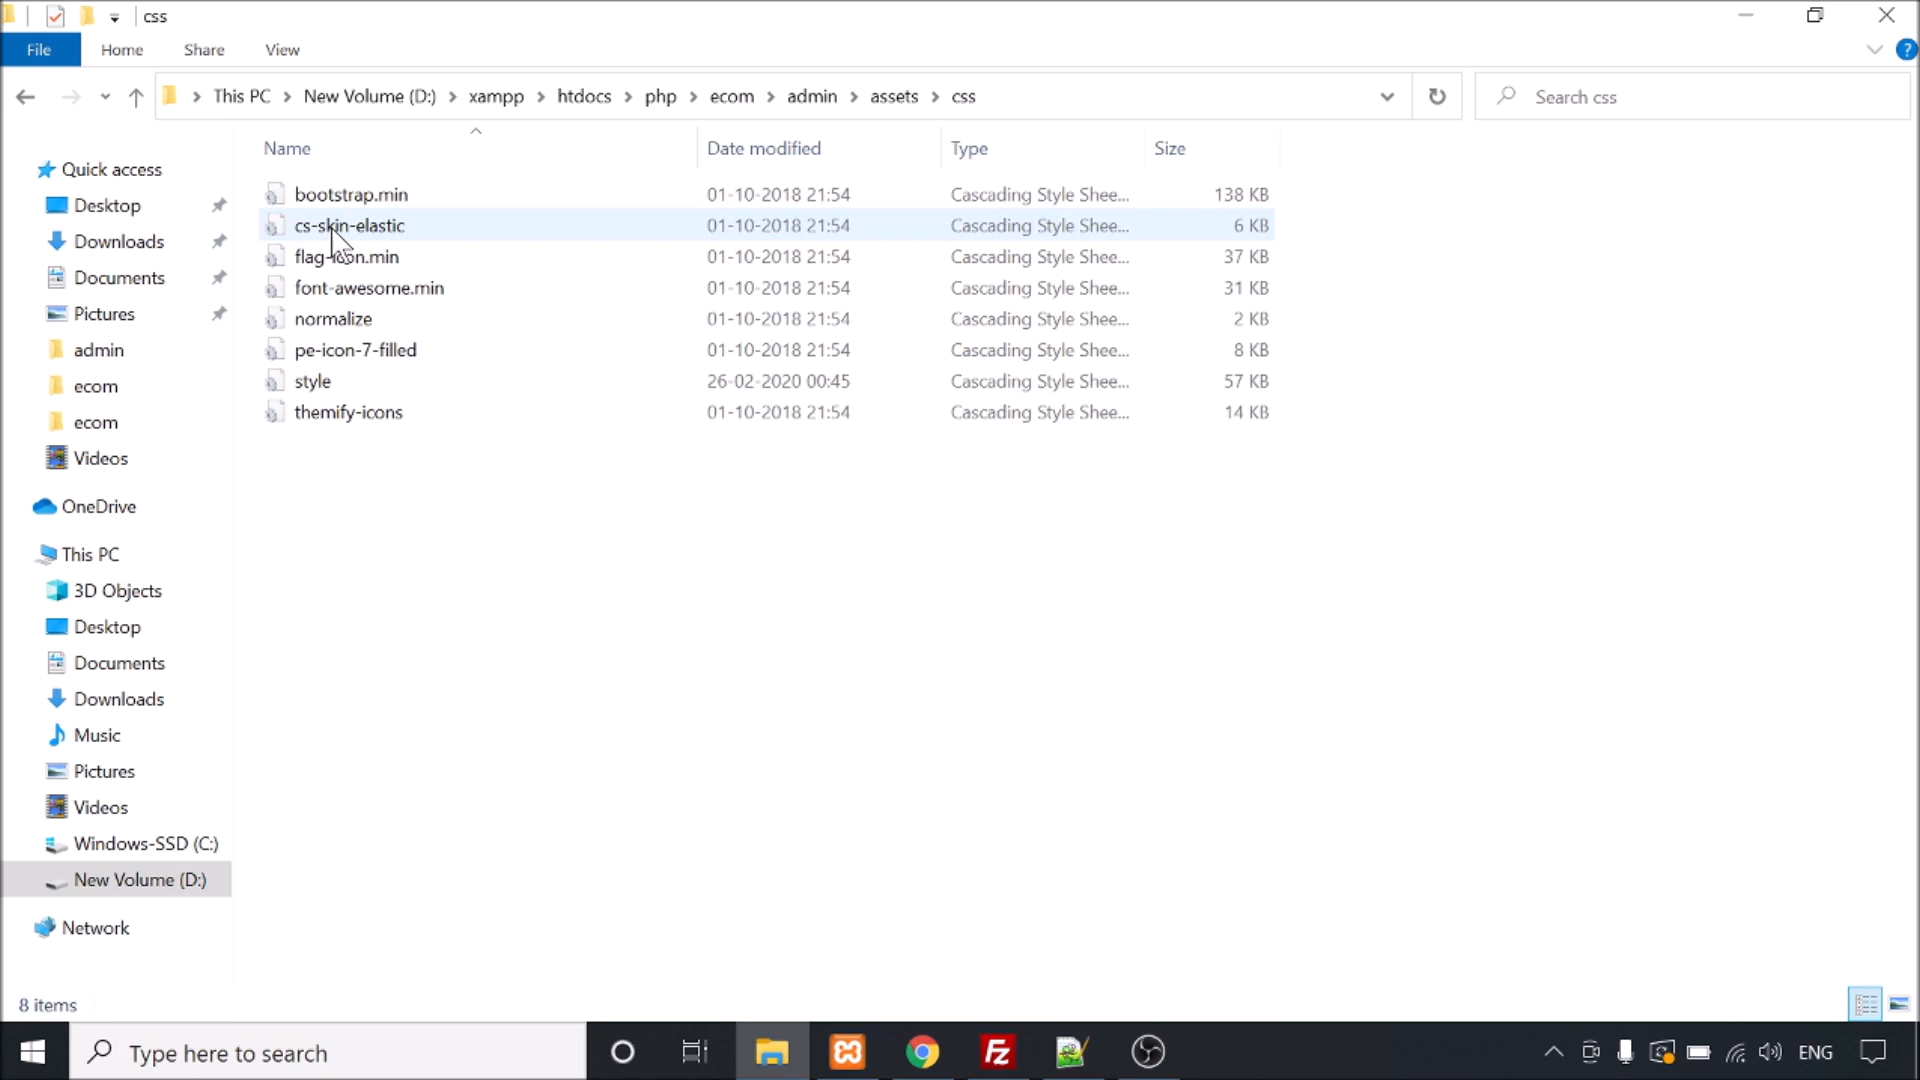 css
File Home Share View
This PC New Volume (D:) xampp htdocs php ecom admin assets css Search css
Name Date modified Type Size
bootstrap.min 01-10-2018 21:54 Cascading Style Shee... 138 KB
cs-skin-elastic 01-10-2018 21:54 Cascading Style Shee... 6 KB
flag-icon.min 01-10-2018 21:54 Cascading Style Shee... 37 KB
font-awesome.min 01-10-2018 21:54 Cascading Style Shee... 31 KB
normalize 01-10-2018 21:54 Cascading Style Shee... 2 KB
pe-icon-7-filled 01-10-2018 21:54 Cascading Style Shee... 8 KB
style 26-02-2020 00:45 Cascading Style Shee... 57 KB
themify-icons 01-10-2018 21:54 Cascading Style Shee... 14 KB
Quick access
Desktop
Downloads
Documents
Pictures
admin
ecom
ecom
Videos
OneDrive
This PC
3D Objects
Desktop
Documents
Downloads
Music
Pictures
Videos
Windows-SSD (C:)
New Volume (D:)
Network
8 items
Type here to search
Fz
ENG